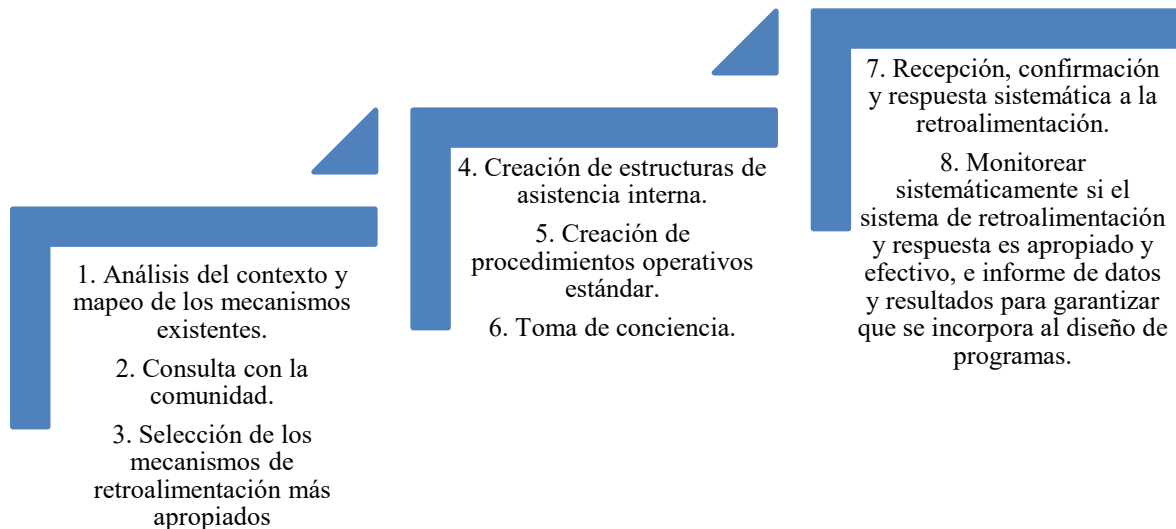 1. Análisis del contexto y
mapeo de los mecanismos
existentes.
2. Consulta con la
comunidad.
3. Selección de los
mecanismos de
retroalimentación más
apropiados
4. Creación de estructuras de
asistencia interna.
5. Creación de
procedimientos operativos
estándar.
6. Toma de conciencia.
7. Recepción, confirmación
y respuesta sistemática a la
retroalimentación.
8. Monitorear
sistemáticamente si el
sistema de retroalimentación
y respuesta es apropiado y
efectivo, e informe de datos
y resultados para garantizar
que se incorpora al diseño de
programas.